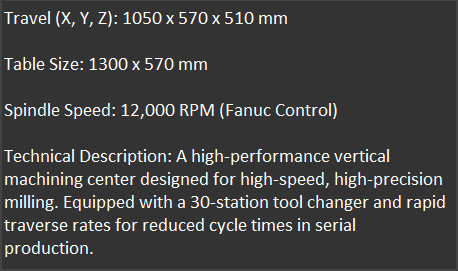 Travel (X, Y, Z): 1050 x 570 x 510 mm
Table Size: 1300 x 570 mm
Spindle Speed: 12,000 RPM (Fanuc Control)
Technical Description: A high-performance vertical
machining center designed for high-speed, high-precision
milling. Equipped with a 30-station tool changer and rapid
traverse rates for reduced cycle times in serial
production.